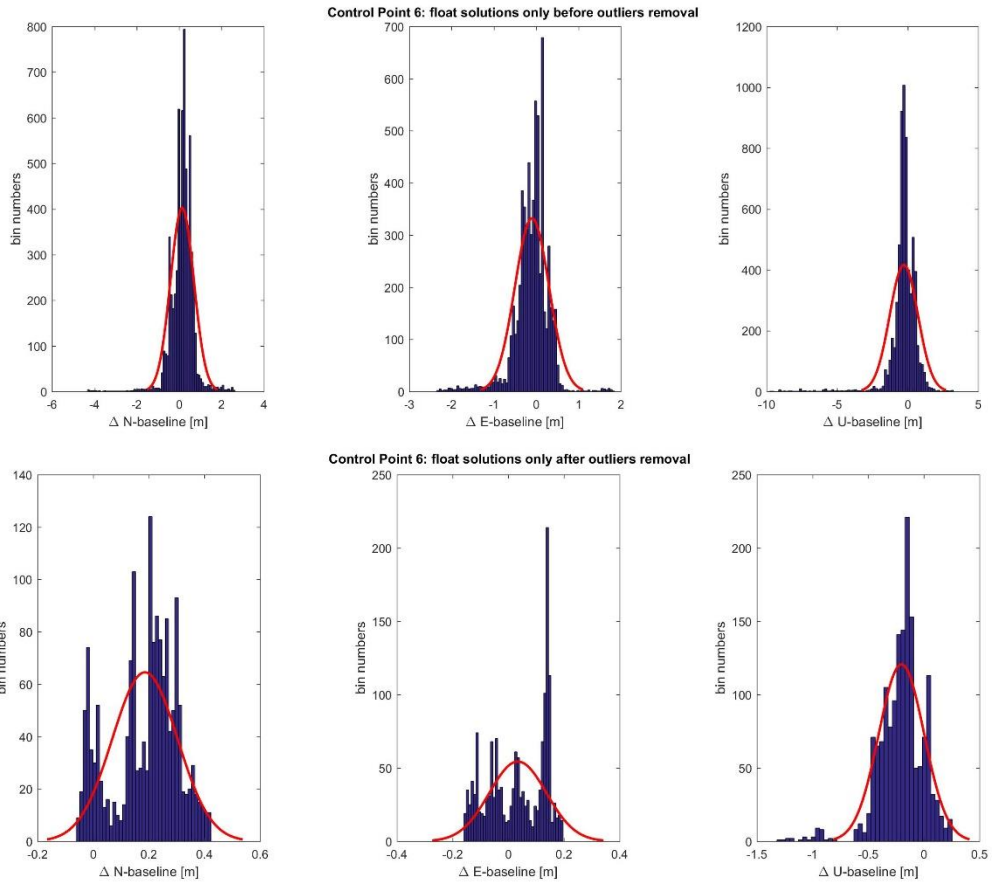 Control Point 6: float solutions only before outliers removal
800
700
600
500
400
300
200
100
0
bin numbers
-6 -4 -2 0 2 4
Δ N-baseline [m]
700
600
500
400
300
200
100
0
bin numbers
-3 -2 -1 0 1 2
Δ E-baseline [m]
1200
1000
800
600
400
200
0
bin numbers
-10 -5 0 5
Δ U-baseline [m]
Control Point 6: float solutions only after outliers removal
140
120
100
80
60
40
20
0
bin numbers
-0.2 0 0.2 0.4 0.6
Δ N-baseline [m]
250
200
150
100
50
0
bin numbers
-0.4 -0.2 0 0.2 0.4
Δ E-baseline [m]
250
200
150
100
50
0
bin numbers
-1.5 -1 -0.5 0 0.5
Δ U-baseline [m]